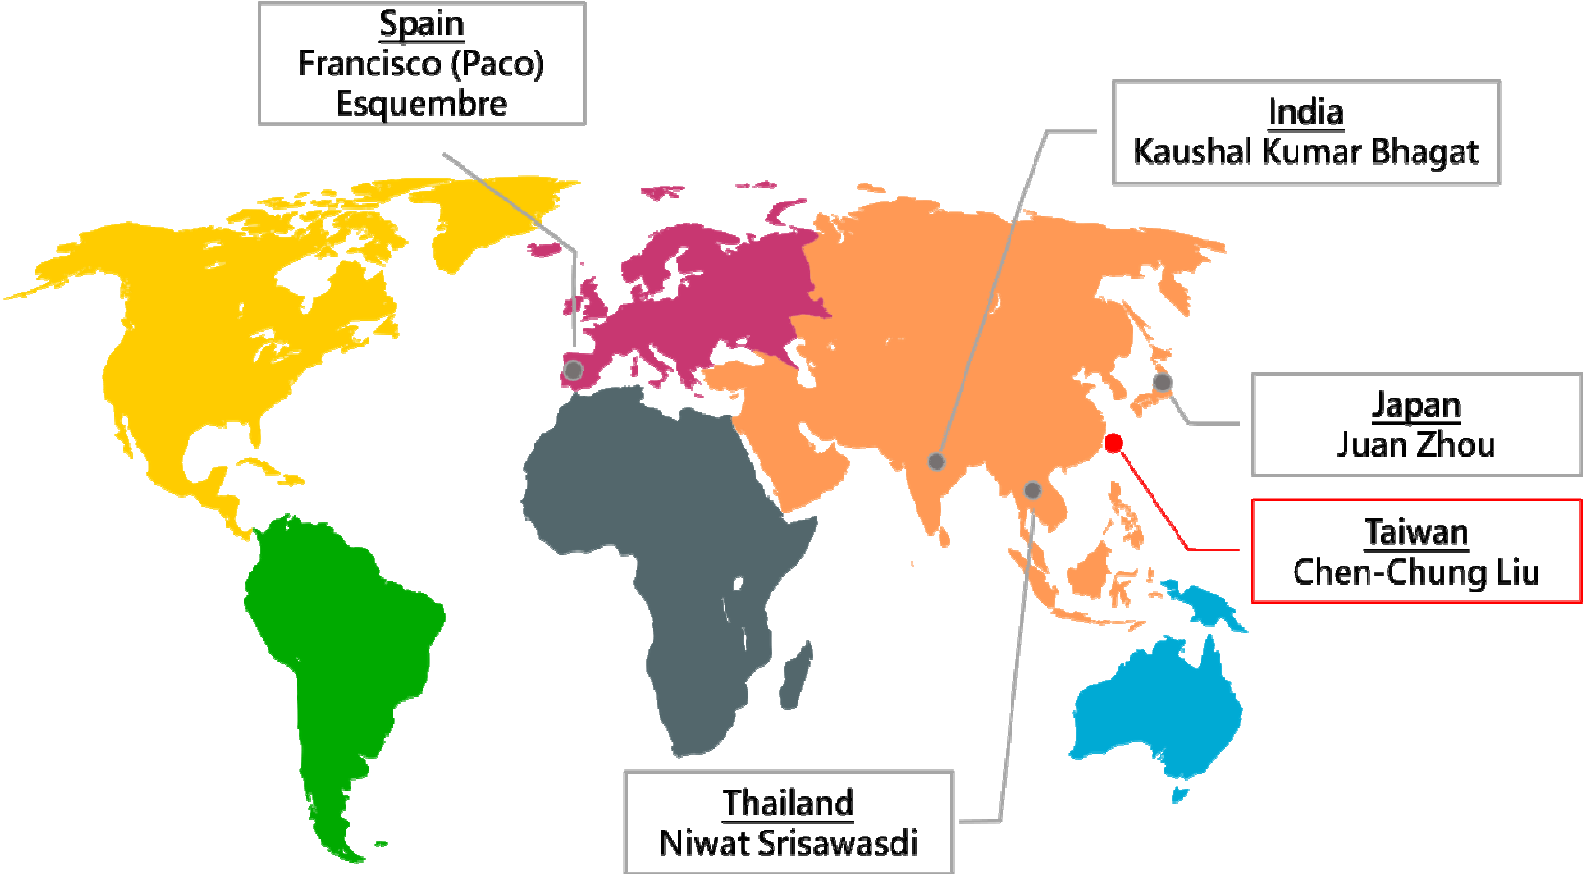 Spain
Francisco (Paco)
Esquembre
India
Kaushal Kumar Bhagat
Japan
Juan Zhou
Taiwan
Chen-Chung Liu
Thailand
Niwat Srisawasdi